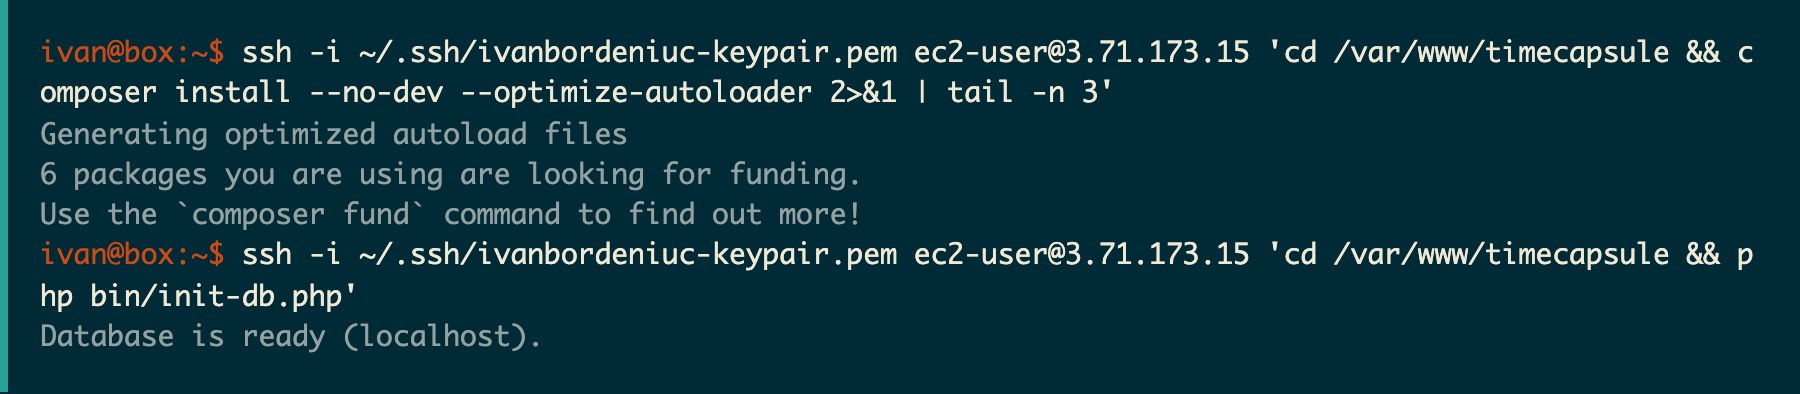 ivan@box:~$ ssh -i ~/.ssh/ivanbordeniuc-keypair.pem ec2-user@3.71.173.15 'cd /var/www/timecapsule && c
omposer install --no-dev --optimize-autoloader 2>&1 | tail -n 3'
Generating optimized autoload files
6 packages you are using are looking for funding.
Use the `composer fund` command to find out more!
ivan@box:~$ ssh -i ~/.ssh/ivanbordeniuc-keypair.pem ec2-user@3.71.173.15 'cd /var/www/timecapsule && p
hp bin/init-db.php'
Database is ready (localhost).